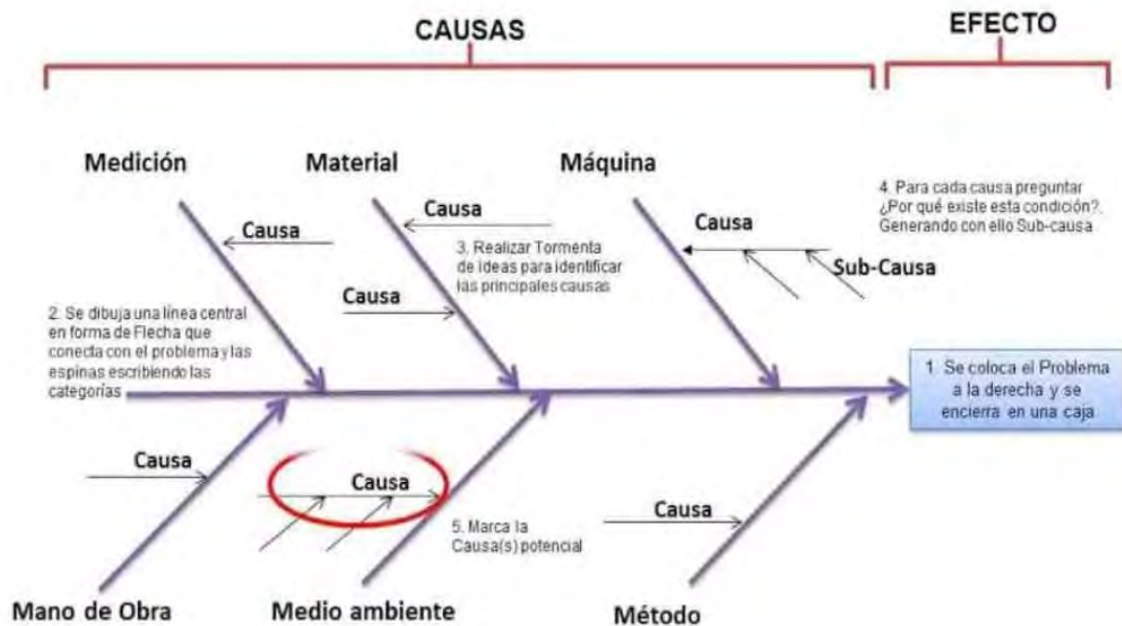 CAUSAS
EFECTO
Medición
Material
Máquina
Causa
Causa
3. Realizar Tormenta
de Ideas para identificar
las principales causas
Causa
Causa
Sub-Causa
4. Para cada causa preguntar
¿Por qué existe esta condición?.
Generando con ello Sub-causa
2. Se dibuja una línea central
en forma de Flecha que
conecta con el problema y las
espinas escribiendo las
categorías
1. Se coloca el Problema
a la derecha y se
encierra en una caja
Causa
Causa
5. Marca la
Causa(s) potencial
Causa
Mano de Obra
Medio ambiente
Método